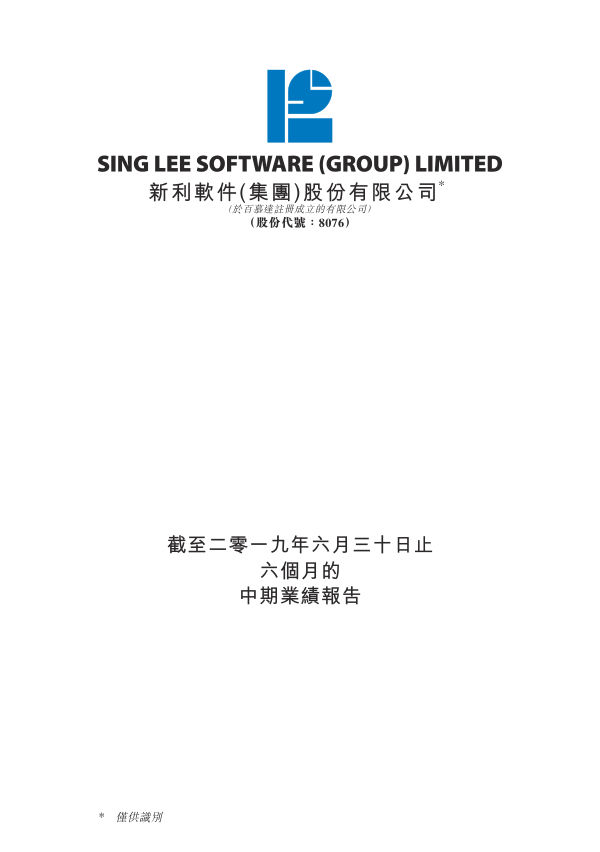 SING LEE SOFTWARE (GROUP) LIMITED
新利軟件(集團)股份有限公司*
(於百慕達註冊成立的有限公司)
(股份代號：8076)
截至二零一九年六月三十日止
六個月的
中期業績報告
* 僅供識別